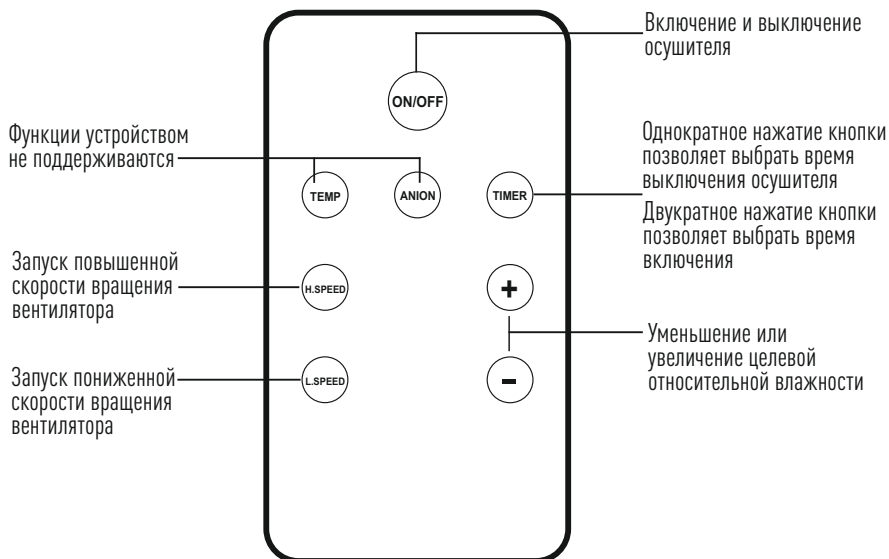 Включение и выключение
осушителя
ON/OFF
Функции устройством
не поддерживаются
TEMP
ANION
TIMER
Однократное нажатие кнопки
позволяет выбрать время
выключения осушителя
Двукратное нажатие кнопки
позволяет выбрать время
включения
Запуск повышенной
скорости вращения
вентилятора
H.SPEED
+
Уменьшение или
увеличение целевой
относительной влажности
Запуск пониженной
скорости вращения
вентилятора
L.SPEED
-